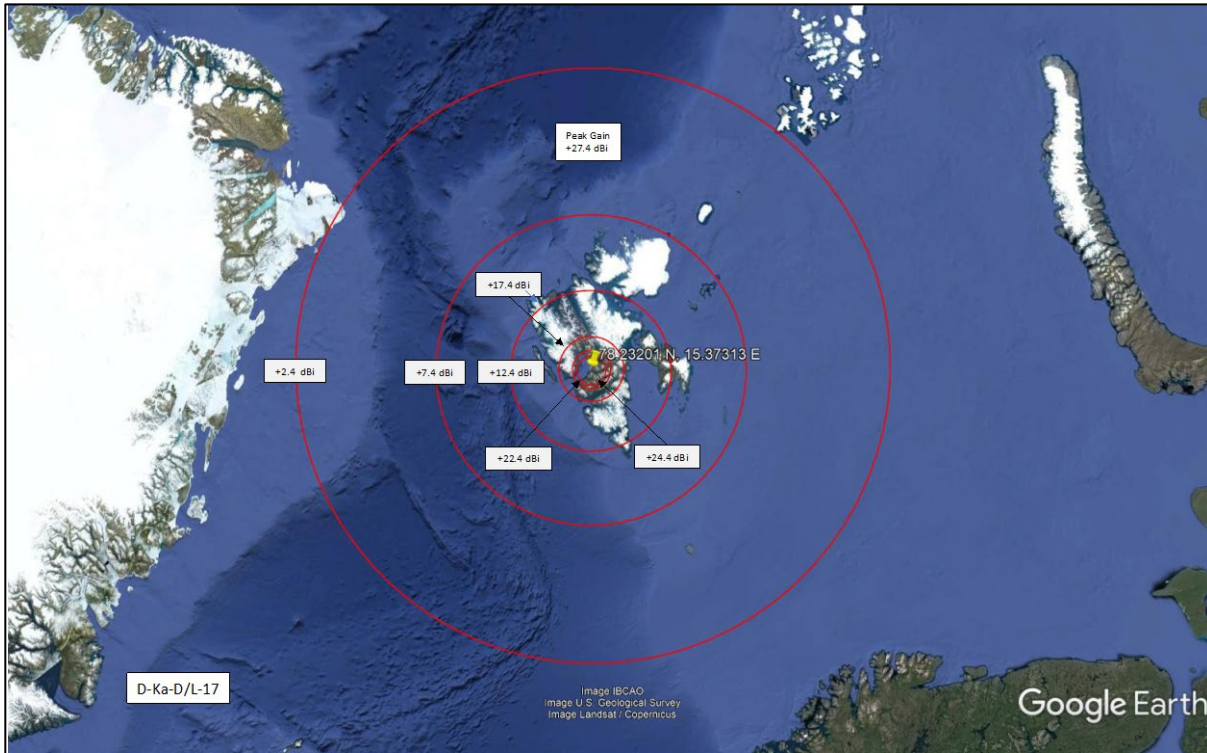 Peak Gain
+27.4 dBi
+17.4 dBi
78.23201 N, 15.37313 E
+2.4 dBi
+7.4 dBi
+12.4 dBi
+22.4 dBi
+24.4 dBi
D-Ka-D/L-17
Image IBCAO
Image U.S. Geological Survey
Image Landsat / Copernicus
Google Earth